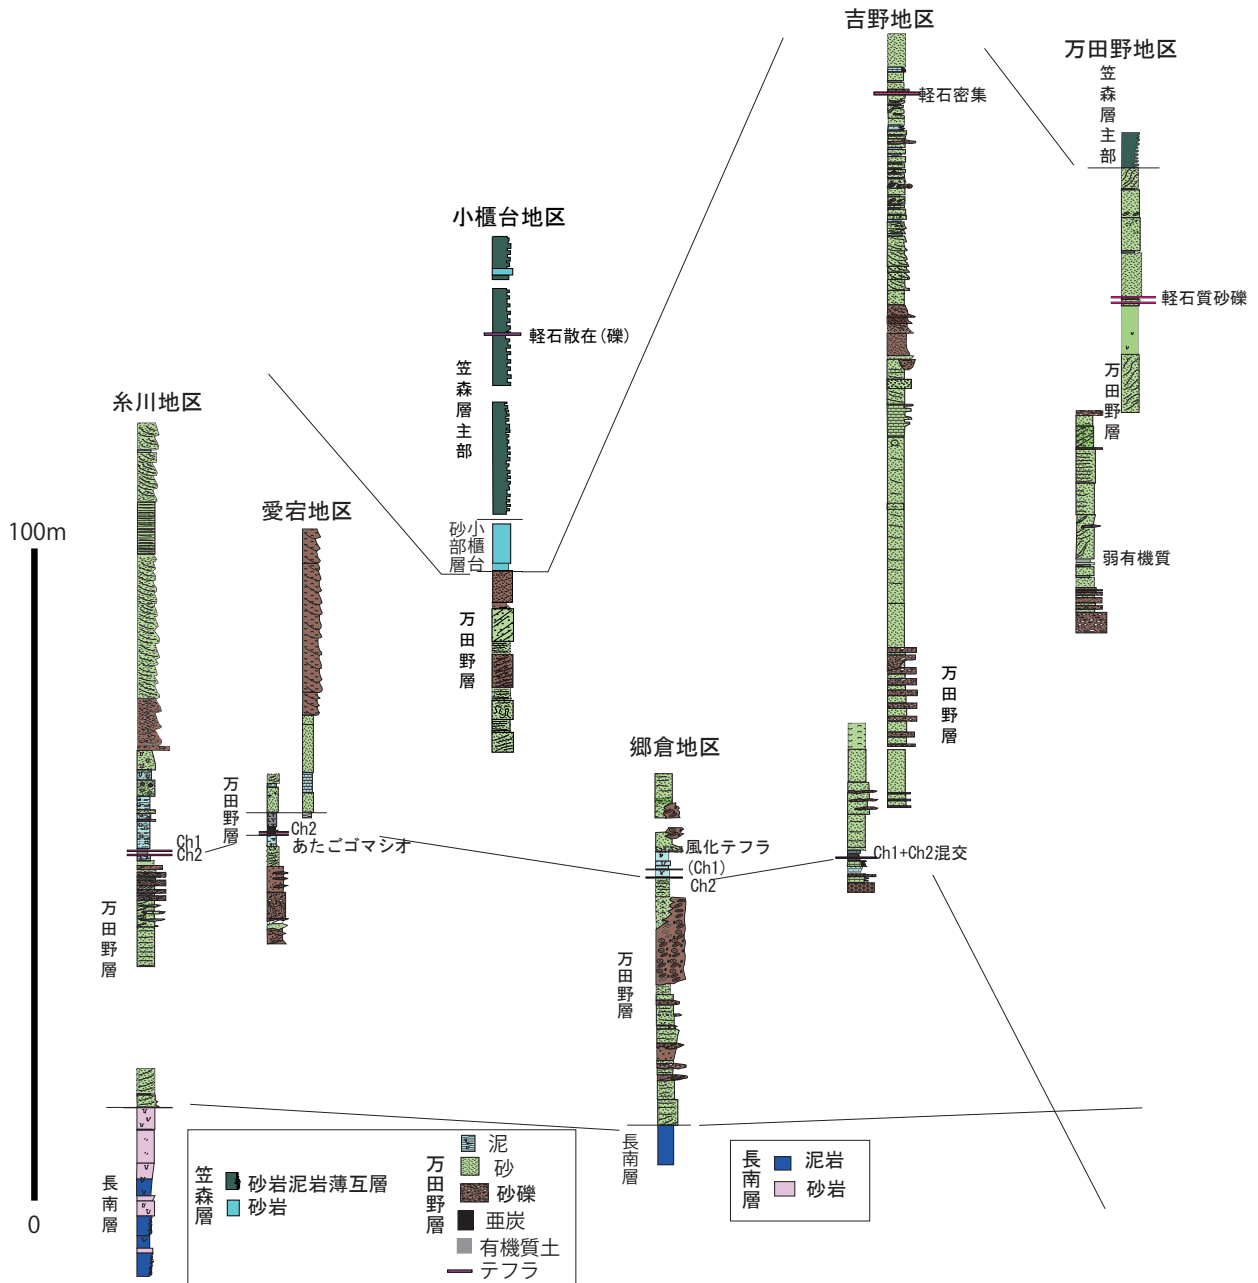 吉野地区
万田野地区
笠森層主部
軽石密集
小櫃台地区
軽石質砂礫
軽石散在(礫)
笠森層主部
万田野層
糸川地区
愛宕地区
100m
小櫃台
砂部層
弱有機質
万田野層
万田野層
郷倉地区
万田野層
Ch1
Ch2
Ch2
あたごゴマシオ
風化テフラ
(Ch1)
Ch2
Ch1+Ch2混交
万田野層
万田野層
長南層
長南層
0
笠森層
砂岩泥岩薄互層
砂岩
万田野層
泥
砂
砂礫
亜炭
有機質土
テフラ
長南層
泥岩
砂岩